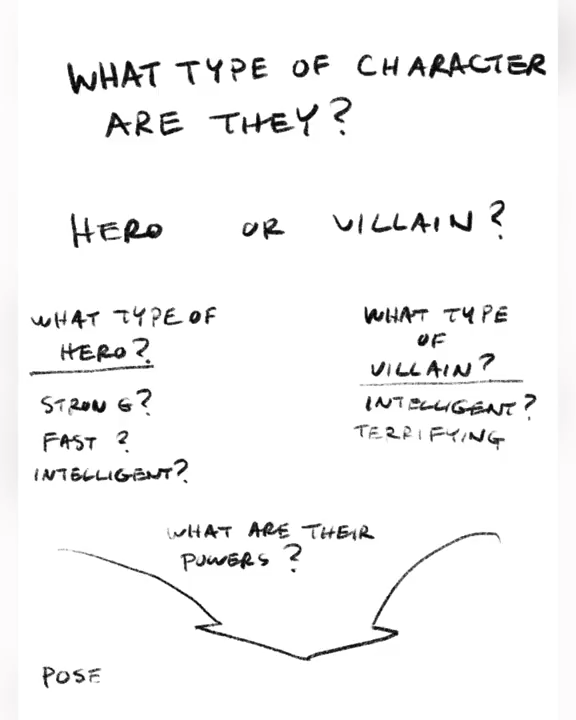 WHAT TYPE OF CHARACTER
ARE THEY?
HERO OR VILLAIN?
WHAT TYPE OF
HERO?
STRONG?
FAST?
INTELLIGENT?
WHAT TYPE
OF
VILLAIN?
INTELLIGENT?
TERRIFYING
WHAT ARE THEIR
POWERS?
POSE